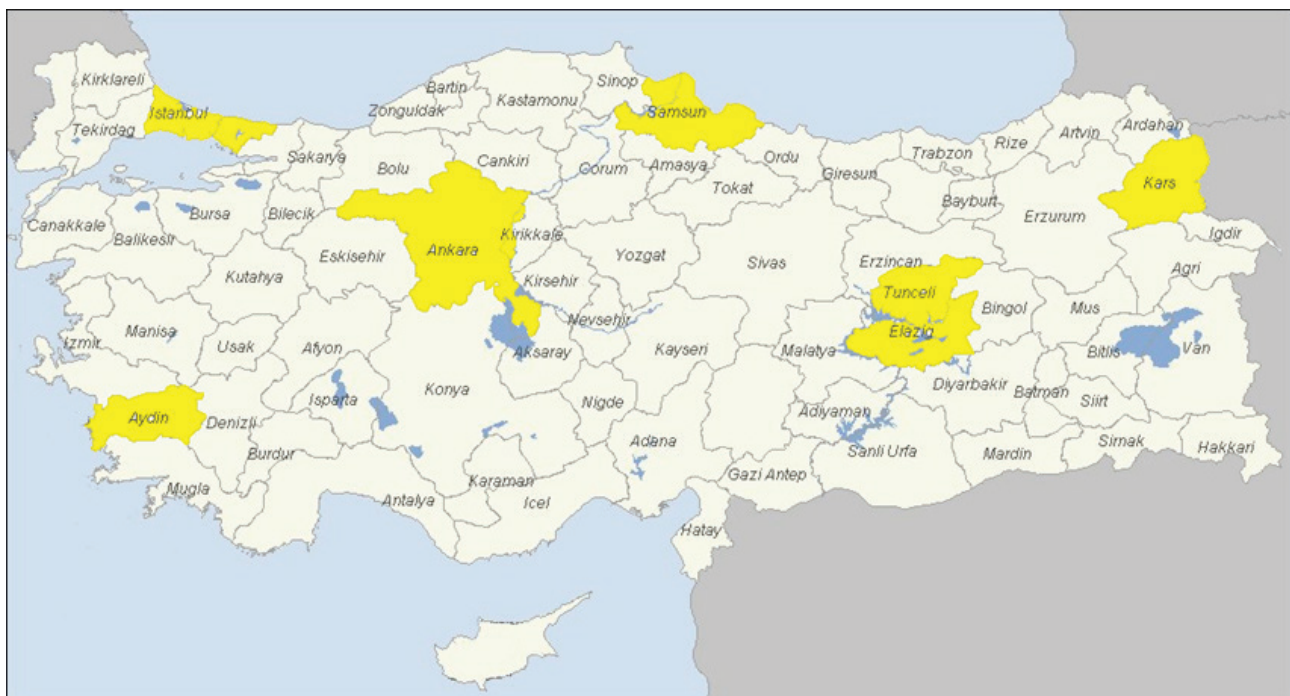 Kirklareli
Tekirdag
Istanbul
Sakarya
Bolu
Zonguldak
Bartin
Kastamonu
Sinop
Cankiri
Corum
Samsun
Amasya
Tokat
Ordu
Giresun
Trabzon
Rize
Artvin
Ardahan
Kars
Bayburt
Erzurum
Igdir
Agri
Canakkale
Balikesir
Bursa
Bilecik
Eskisehir
Kutahya
Ankara
Kirikkale
Kirsehir
Yozgat
Sivas
Erzincan
Tunceli
Bingol
Mus
Elazig
Bitlis
Van
Manisa
Izmir
Usak
Afyon
Nevsehir
Aksaray
Kayseri
Malatya
Diyarbakir
Batman
Siirt
Aydin
Denizli
Isparta
Konya
Nigde
Adana
Adiyaman
Sanli Urfa
Mardin
Sirnak
Hakkari
Burdur
Mugla
Antalya
Karaman
Icel
Gazi Antep
Hatay